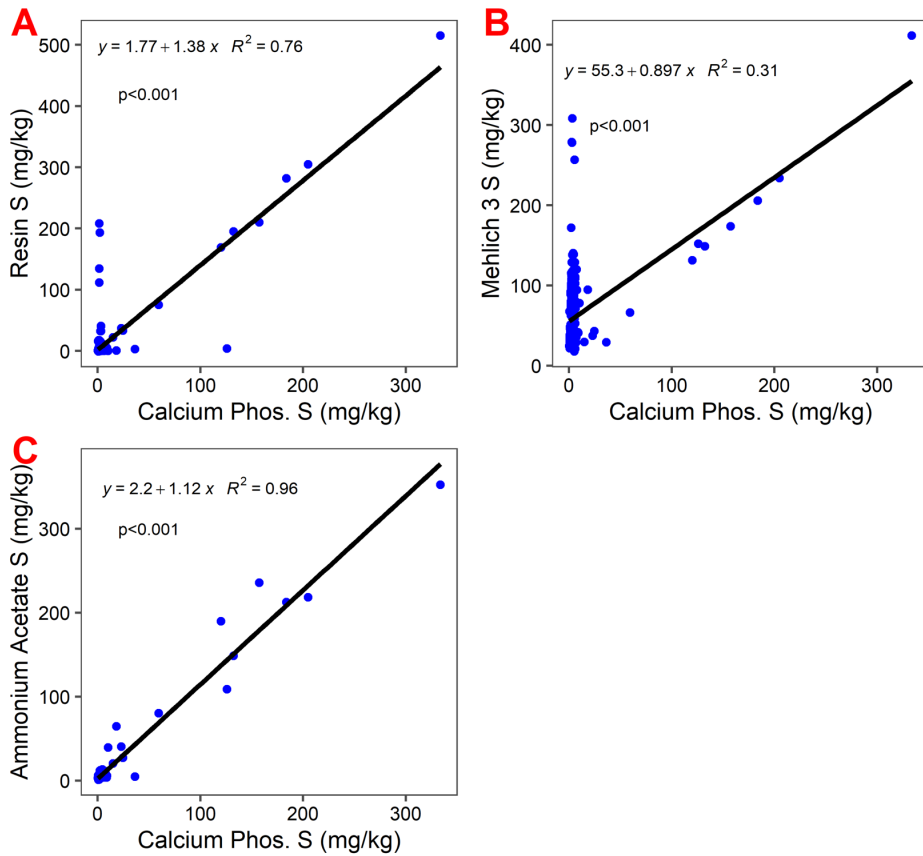 A
y = 1.77 + 1.38 x R² = 0.76
p<0.001
Resin S (mg/kg)
500
400
300
200
100
0
0 100 200 300
Calcium Phos. S (mg/kg)
B
y = 55.3 + 0.897 x R² = 0.31
p<0.001
Mehlich 3 S (mg/kg)
400
300
200
100
0
0 100 200 300
Calcium Phos. S (mg/kg)
C
y = 2.2 + 1.12 x R² = 0.96
p<0.001
Ammonium Acetate S (mg/kg)
300
200
100
0
0 100 200 300
Calcium Phos. S (mg/kg)